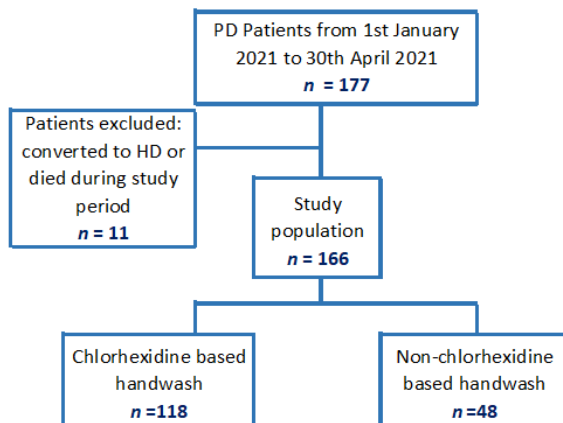 PD Patients from 1st January
2021 to 30th April 2021
n = 177
Patients excluded:
converted to HD or
died during study
period
n = 11
Study
population
n = 166
Chlorhexidine based
handwash
n =118
Non-chlorhexidine
based handwash
n =48